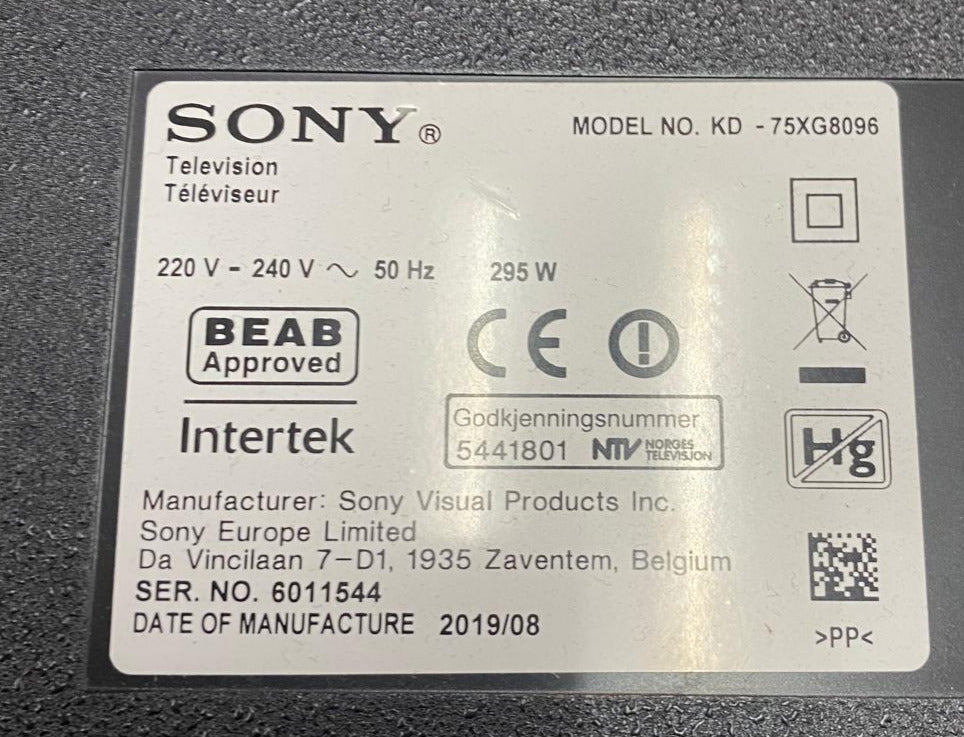 SONY®
MODEL NO. KD - 75XG8096
Television
Téléviseur
220 V - 240 V ~ 50 Hz 295 W
BEAB
Approved
CE
Intertek
Godkjenningsnummer
5441801 NTV NORGES TELEVISJON
Hg
Manufacturer: Sony Visual Products Inc.
Sony Europe Limited
Da Vincilaan 7-D1, 1935 Zaventem, Belgium
SER. NO. 6011544
DATE OF MANUFACTURE 2019/08
>PP<